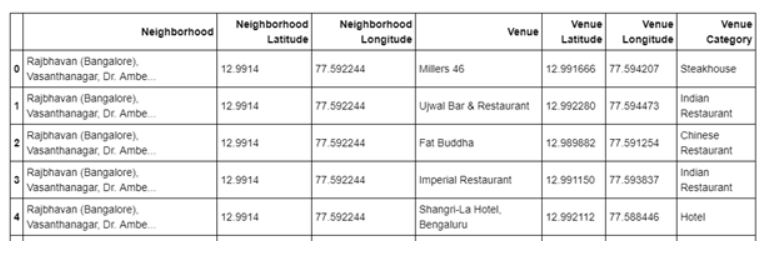 Neighborhood Neighborhood Latitude Neighborhood Longitude Venue Venue Latitude Venue Longitude Venue Category
0 Rajbhavan (Bangalore), Vasanthanagar, Dr. Ambe... 12.9914 77.592244 Millers 46 12.991666 77.594207 Steakhouse
1 Rajbhavan (Bangalore), Vasanthanagar, Dr. Ambe... 12.9914 77.592244 Ujwal Bar & Restaurant 12.992280 77.594473 Indian Restaurant
2 Rajbhavan (Bangalore), Vasanthanagar, Dr. Ambe... 12.9914 77.592244 Fat Buddha 12.989882 77.591254 Chinese Restaurant
3 Rajbhavan (Bangalore), Vasanthanagar, Dr. Ambe... 12.9914 77.592244 Imperial Restaurant 12.991150 77.593837 Indian Restaurant
4 Rajbhavan (Bangalore), Vasanthanagar, Dr. Ambe... 12.9914 77.592244 Shangri-La Hotel, Bengaluru 12.992112 77.588446 Hotel